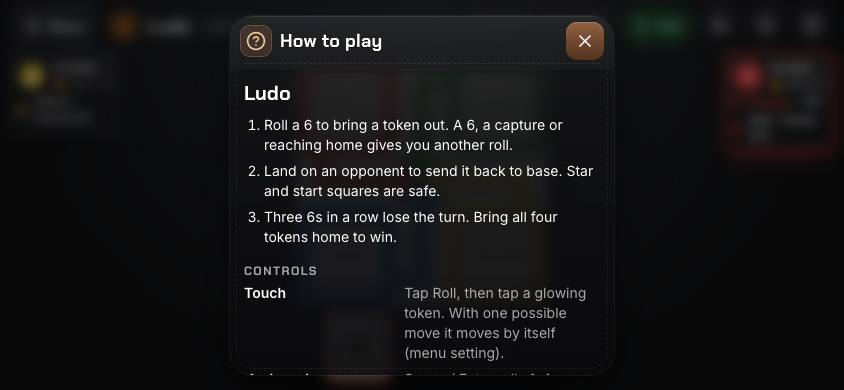 How to play
Ludo
1. Roll a 6 to bring a token out. A 6, a capture or
reaching home gives you another roll.
2. Land on an opponent to send it back to base. Star
and start squares are safe.
3. Three 6s in a row lose the turn. Bring all four
tokens home to win.
CONTROLS
Touch
Tap Roll, then tap a glowing
token. With one possible
move it moves by itself
(menu setting).